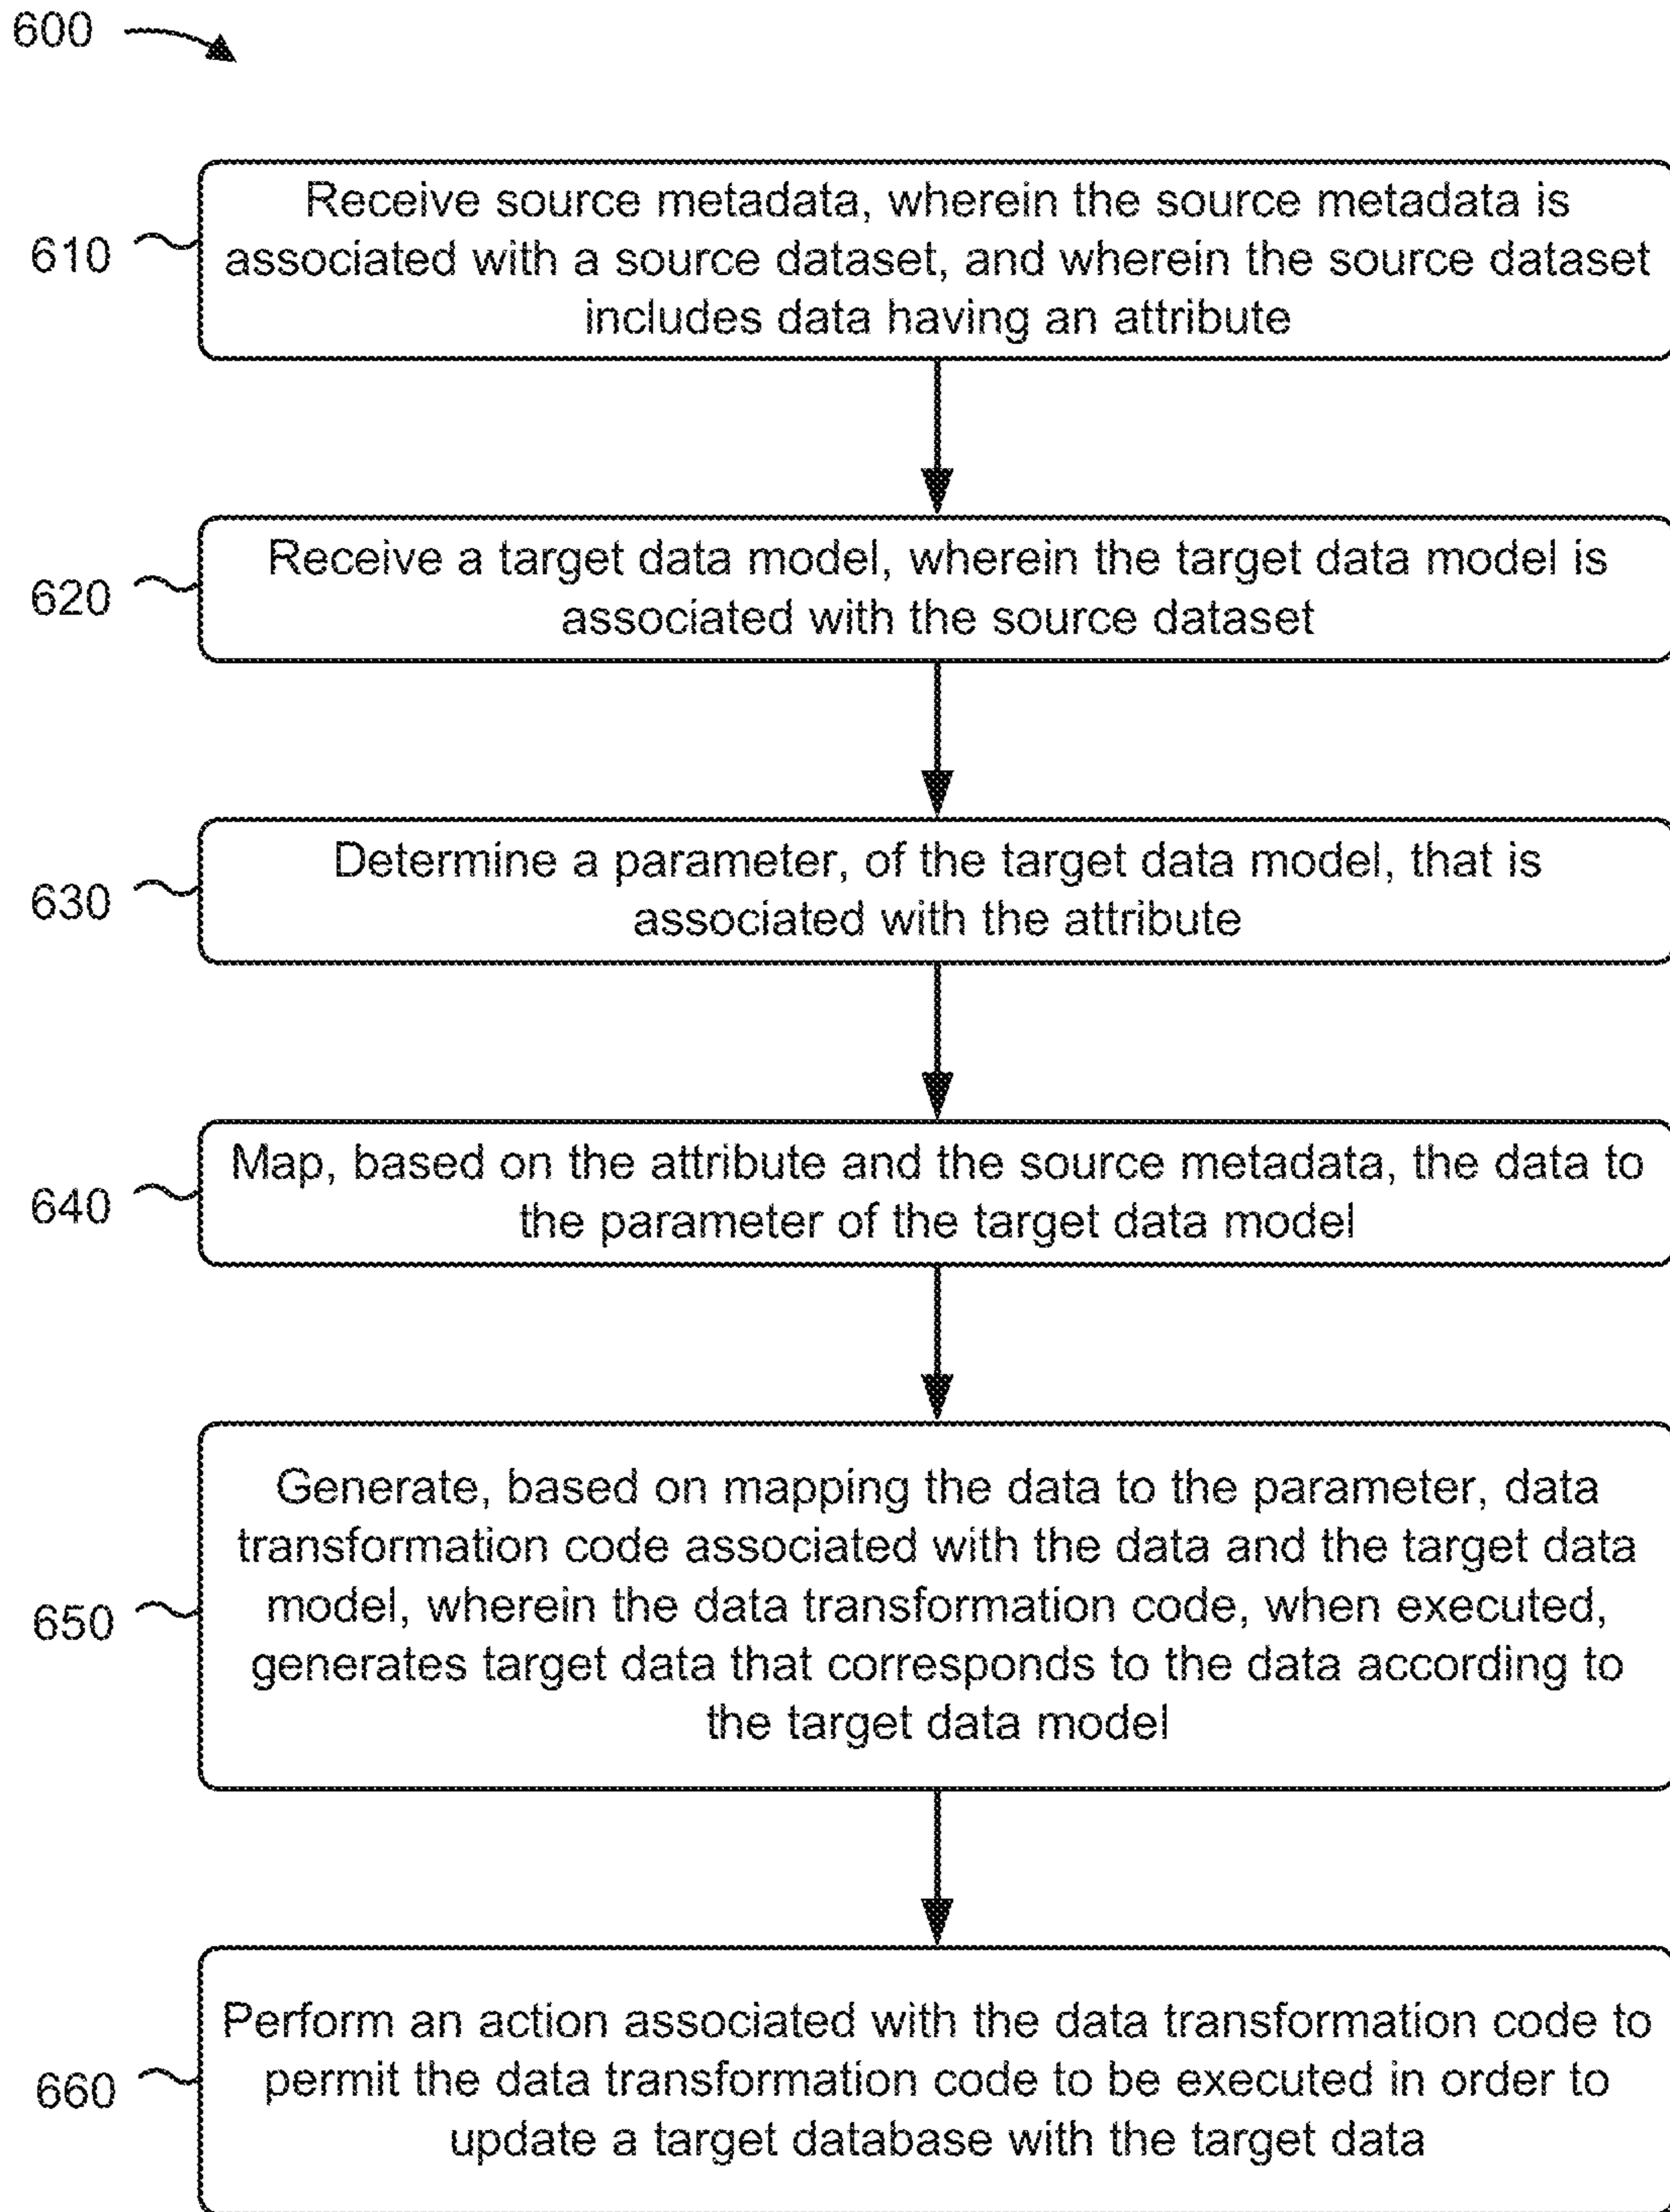 600
610
Receive source metadata, wherein the source metadata is
associated with a source dataset, and wherein the source dataset
includes data having an attribute
620
Receive a target data model, wherein the target data model is
associated with the source dataset
630
Determine a parameter, of the target data model, that is
associated with the attribute
640
Map, based on the attribute and the source metadata, the data to
the parameter of the target data model
650
Generate, based on mapping the data to the parameter, data
transformation code associated with the data and the target data
model, wherein the data transformation code, when executed,
generates target data that corresponds to the data according to
the target data model
660
Perform an action associated with the data transformation code to
permit the data transformation code to be executed in order to
update a target database with the target data